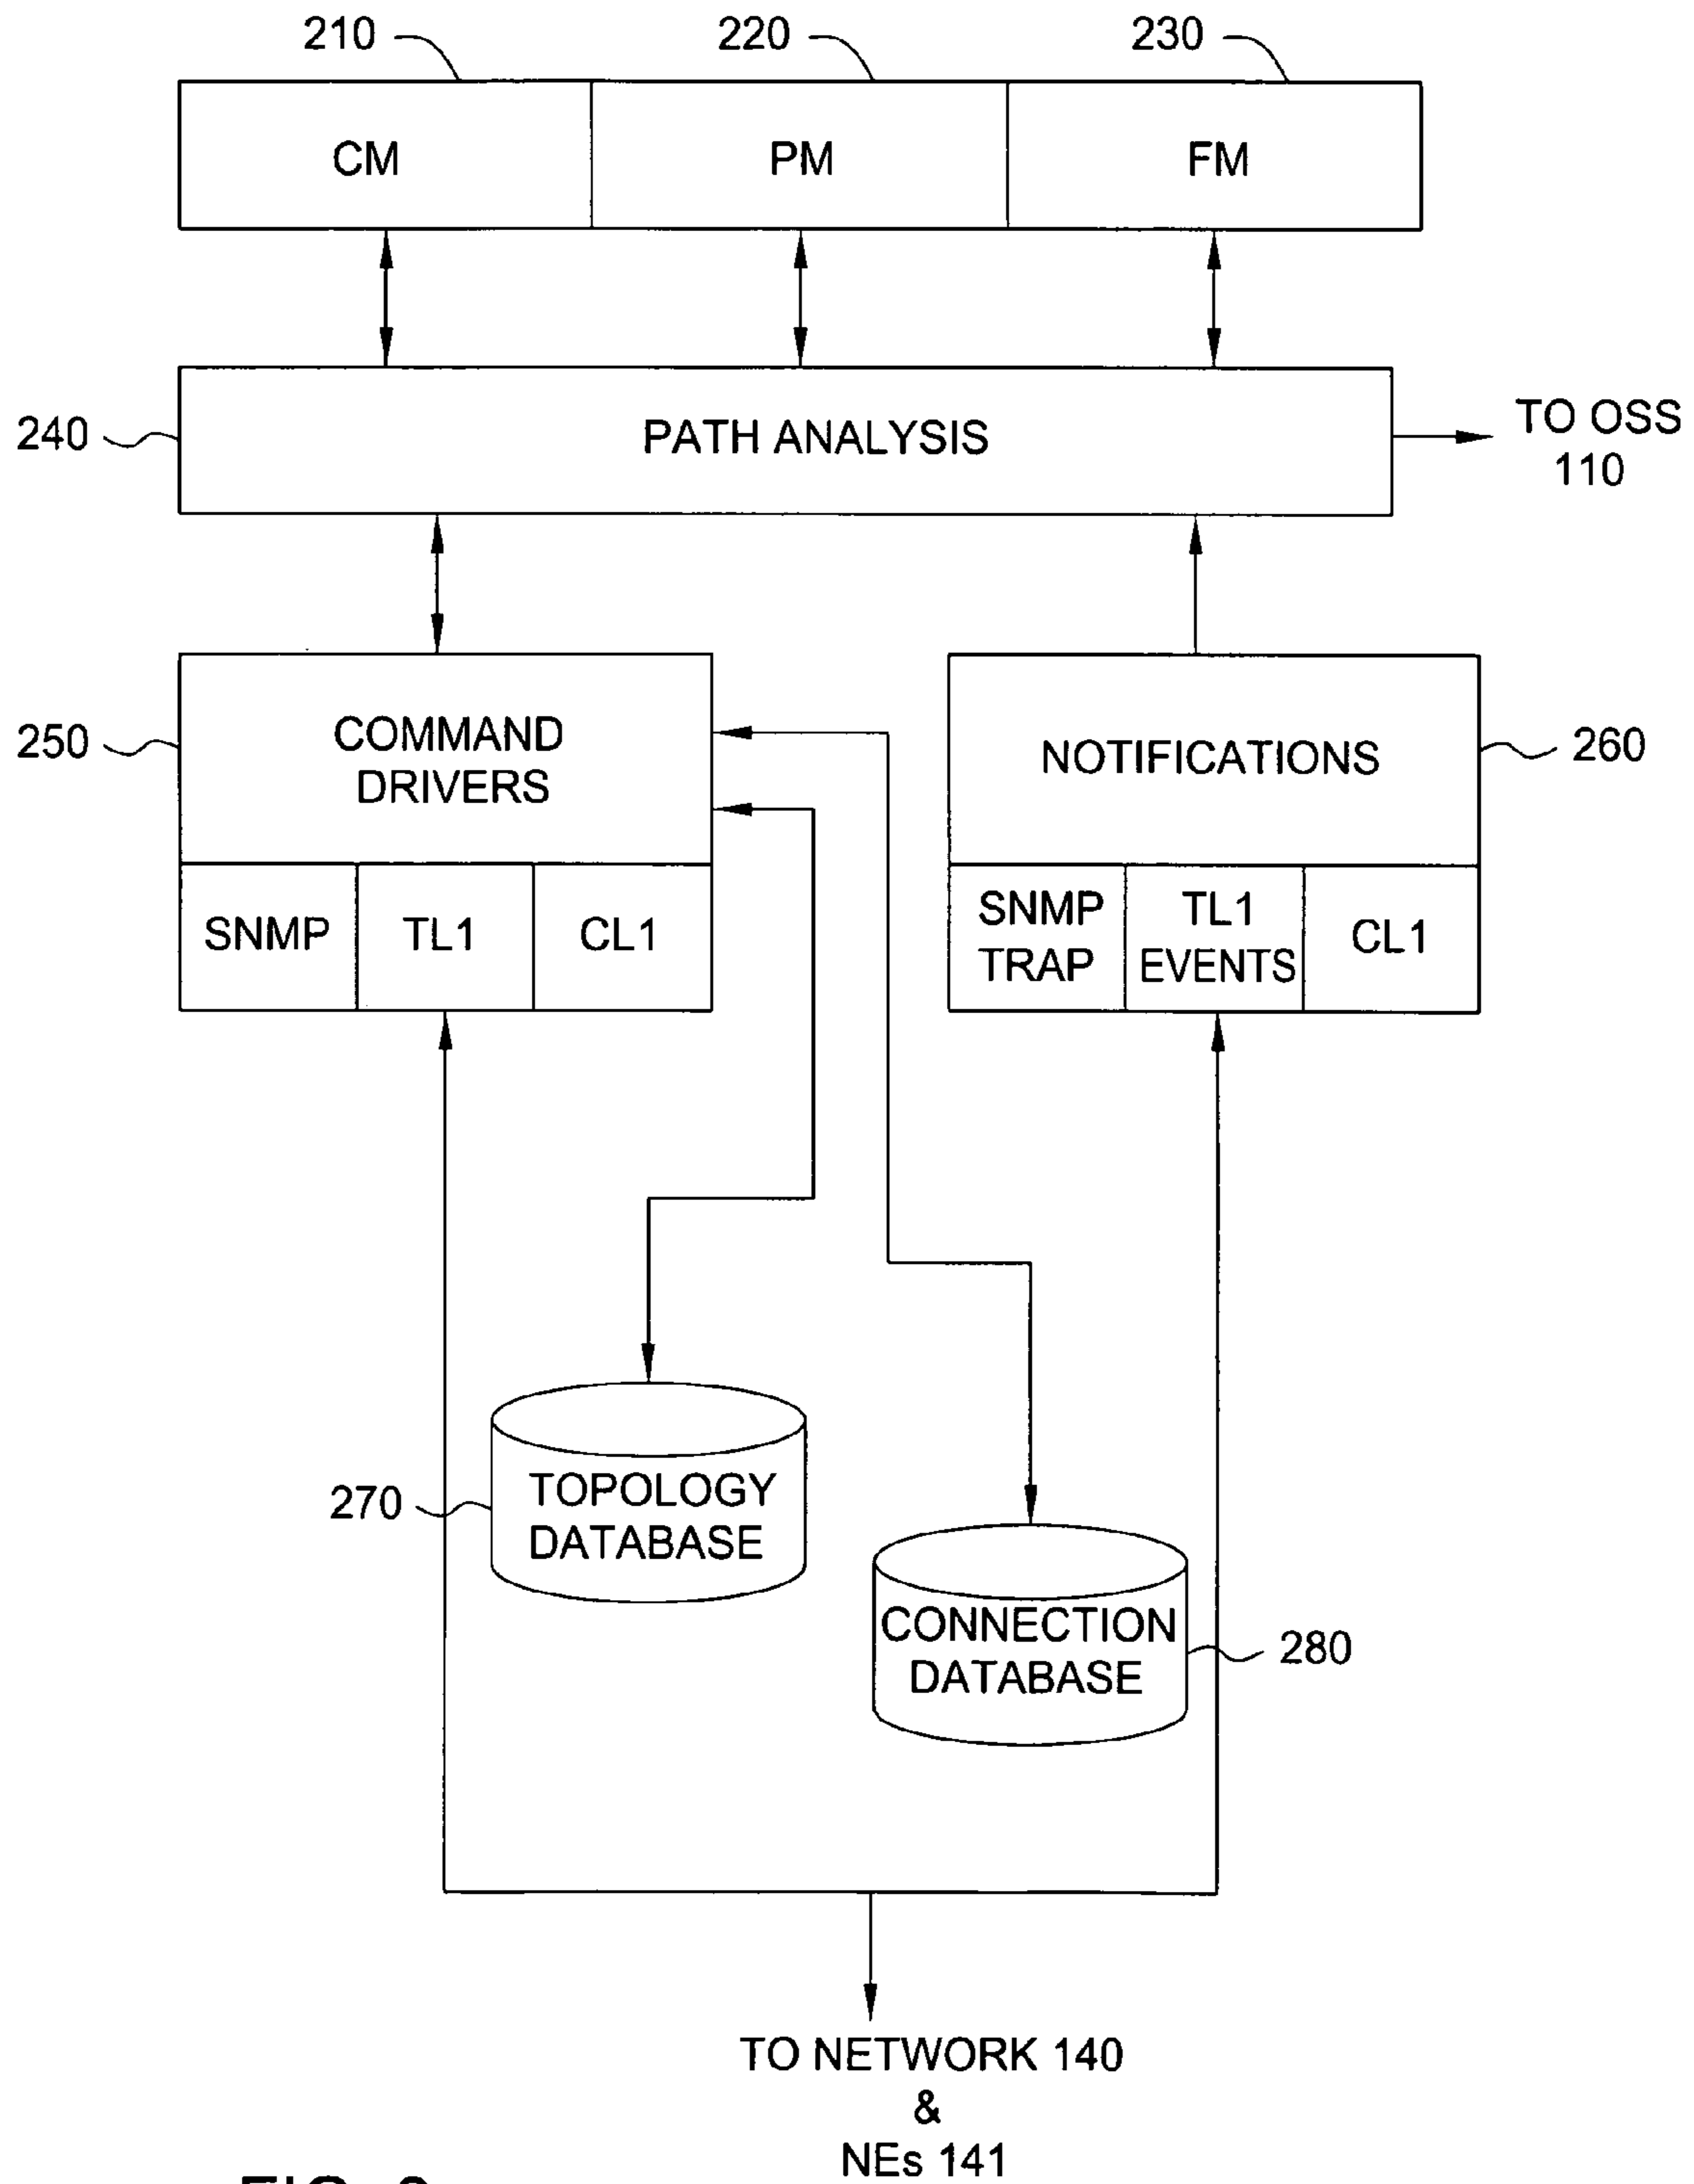 210
220
230
CM
PM
FM
240
PATH ANALYSIS
TO OSS
110
250
COMMAND
DRIVERS
NOTIFICATIONS
260
SNMP
TL1
CL1
SNMP
TRAP
TL1
EVENTS
CL1
270
TOPOLOGY
DATABASE
CONNECTION
DATABASE
280
TO NETWORK 140
&
NEs 141